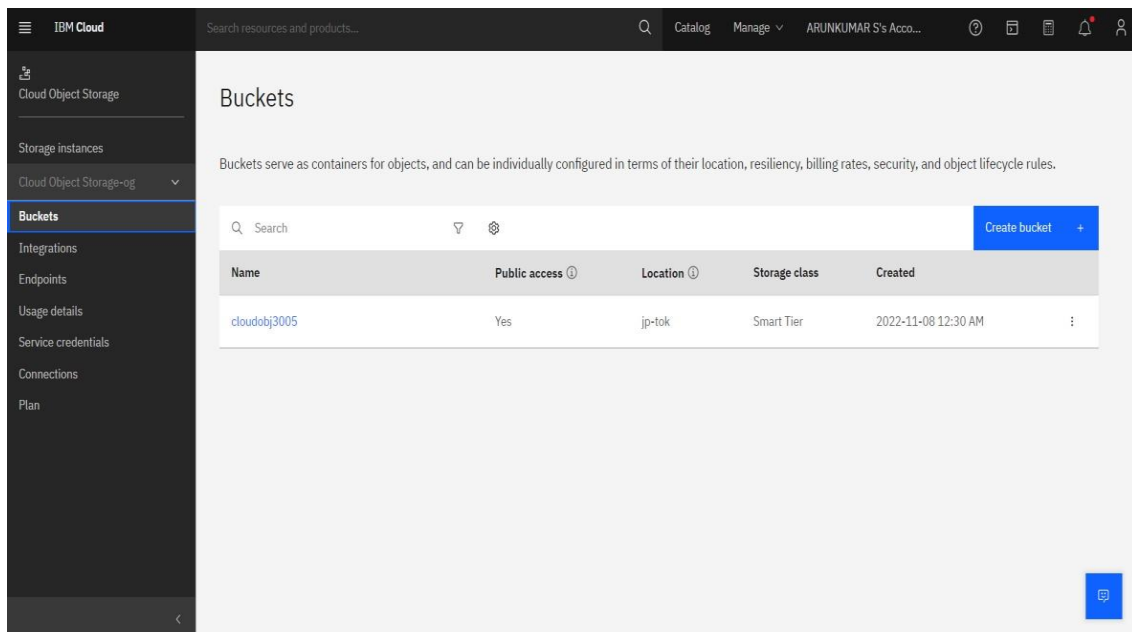 IBM Cloud
Search resources and products...
Catalog
Manage
ARUNKUMAR S's Acco...
Cloud Object Storage
Storage instances
Cloud Object Storage-og
Buckets
Integrations
Endpoints
Usage details
Service credentials
Connections
Plan
Buckets
Buckets serve as containers for objects, and can be individually configured in terms of their location, resiliency, billing rates, security, and object lifecycle rules.
Search
Create bucket +
Name Public access Location Storage class Created
cloudobj3005 Yes jp-tok Smart Tier 2022-11-08 12:30 AM